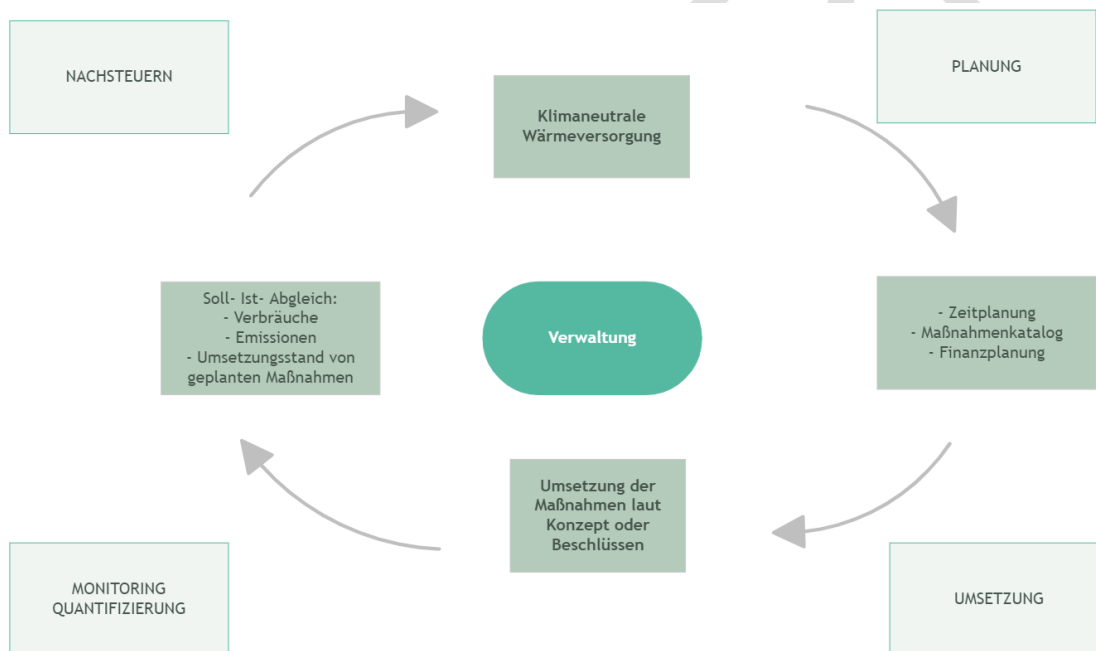 NACHSTEUERN
PLANUNG
Klimaneutrale
Wärmeversorgung
Soll- Ist- Abgleich:
- Verbräuche
- Emissionen
- Umsetzungsstand von
geplanten Maßnahmen
Verwaltung
- Zeitplanung
- Maßnahmenkatalog
- Finanzplanung
Umsetzung der
Maßnahmen laut
Konzept oder
Beschlüssen
MONITORING
QUANTIFIZIERUNG
UMSETZUNG